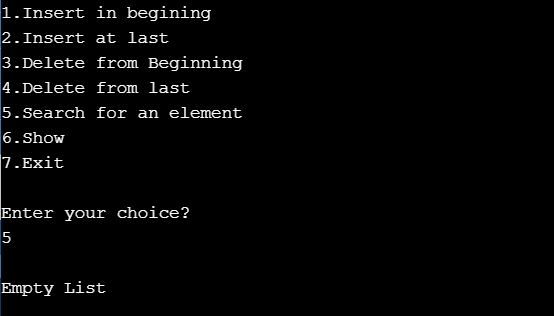 1.Insert in begining
2.Insert at last
3.Delete from Beginning
4.Delete from last
5.Search for an element
6.Show
7.Exit
Enter your choice?
5
Empty List